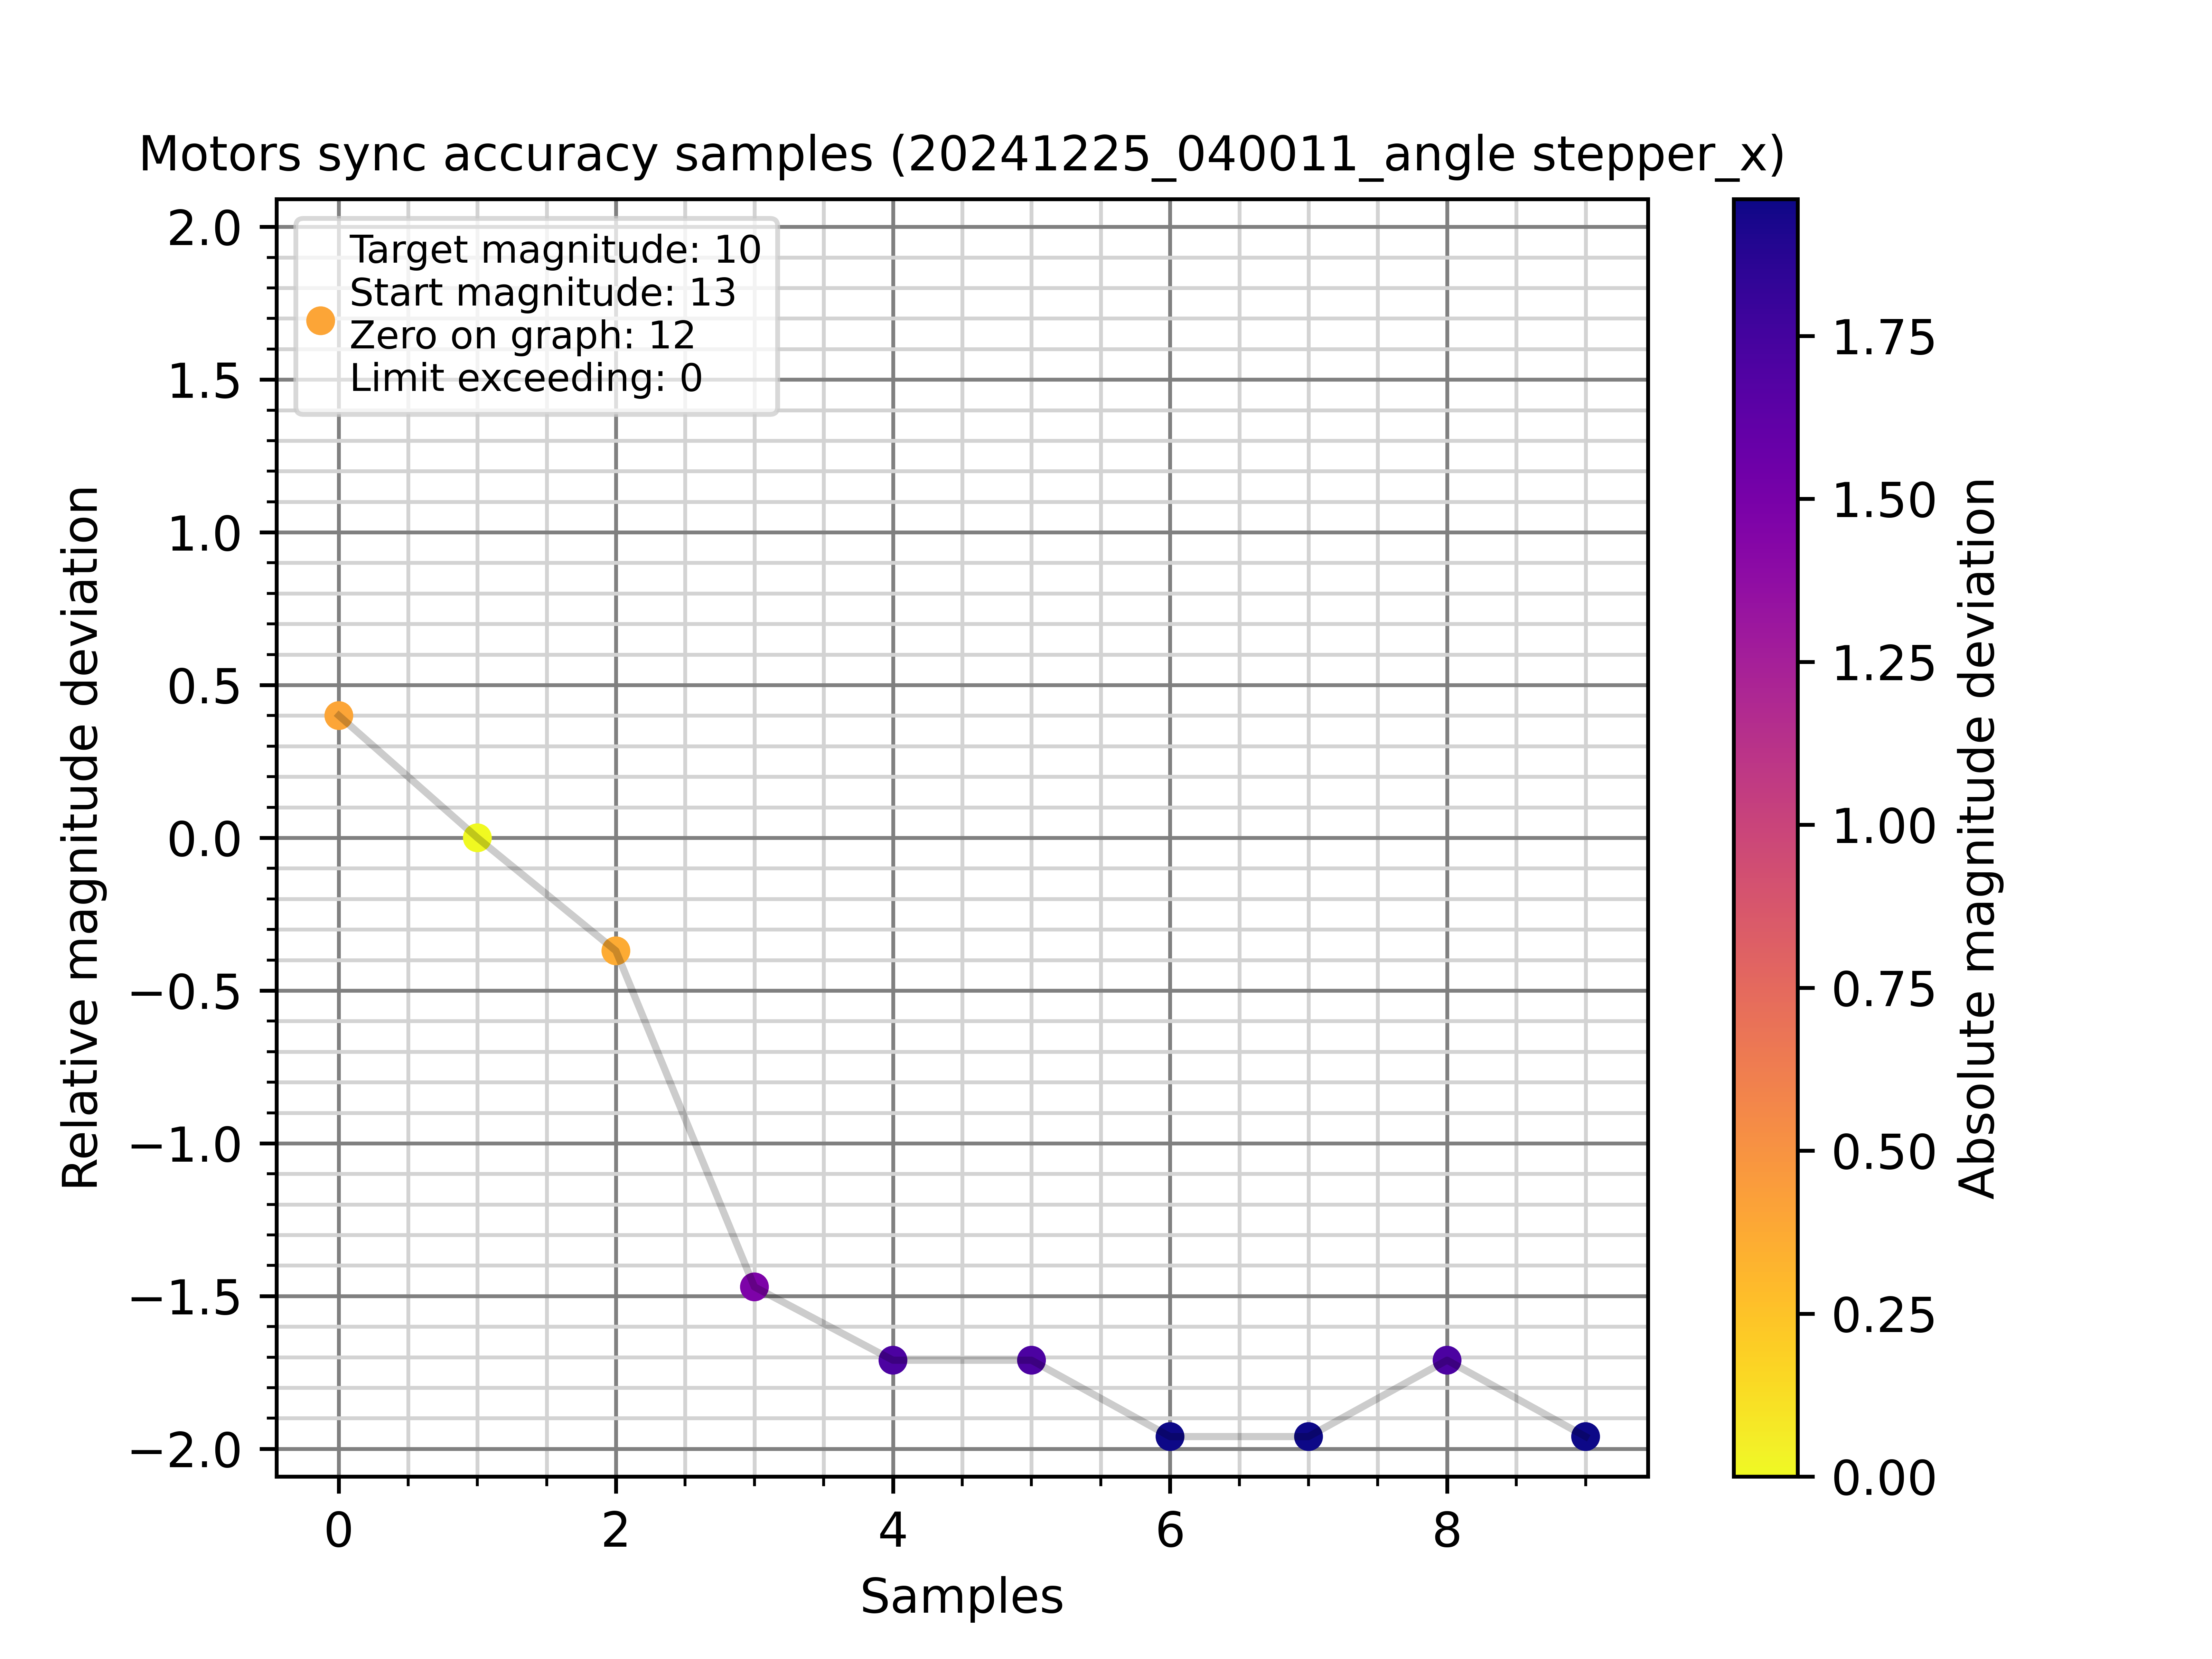 Motors sync accuracy samples (20241225_040011_angle stepper_x)
Target magnitude: 10
Start magnitude: 13
Zero on graph: 12
Limit exceeding: 0
Relative magnitude deviation
2.0
1.5
1.0
0.5
0.0
−0.5
−1.0
−1.5
−2.0
0 2 4 6 8
Samples
1.75
1.50
1.25
1.00
0.75
0.50
0.25
0.00
Absolute magnitude deviation